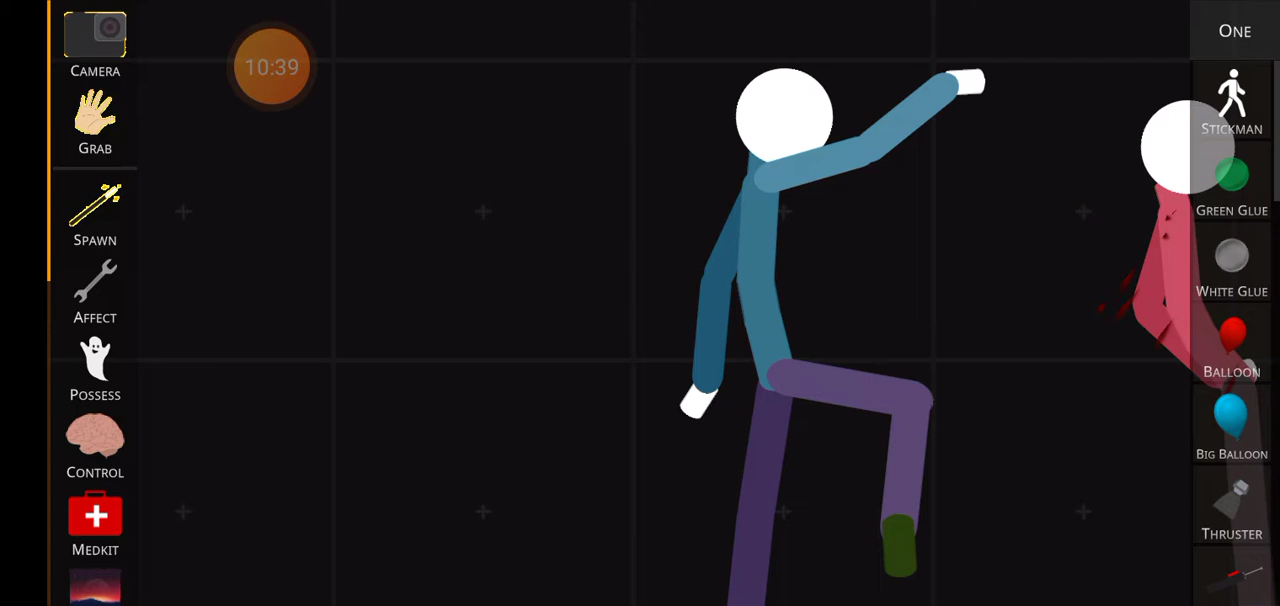 CAMERA
GRAB
SPAWN
AFFECT
POSSESS
CONTROL
MEDKIT
10:39
ONE
STICKMAN
GREEN GLUE
WHITE GLUE
BALLOON
BIG BALLOON
THRUSTER